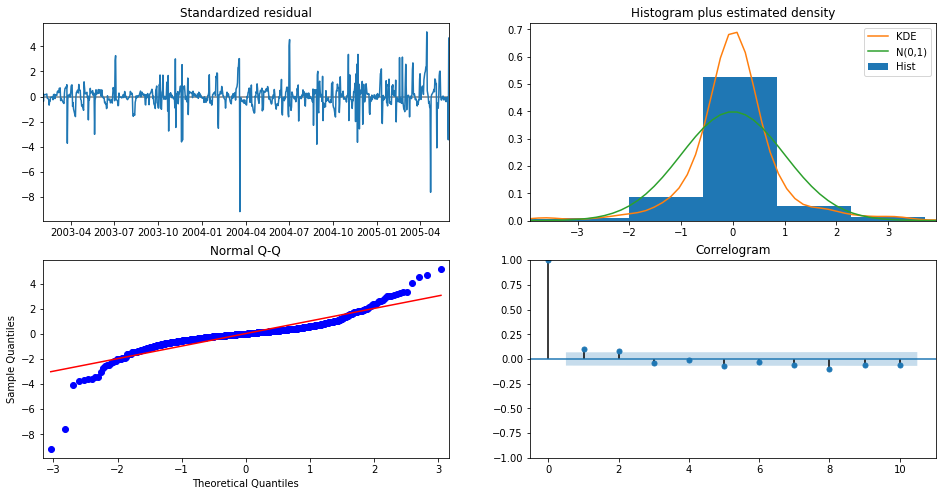 Standardized residual
4
2
0
−2
−4
−6
−8
2003-04 2003-07 2003-10 2004-01 2004-04 2004-07 2004-10 2005-01 2005-04
Histogram plus estimated density
0.7
0.6
0.5
0.4
0.3
0.2
0.1
0.0
KDE
N(0,1)
Hist
−3 −2 −1 0 1 2 3
Normal Q-Q
Sample Quantiles
4
2
0
−2
−4
−6
−8
−3 −2 −1 0 1 2 3
Theoretical Quantiles
Correlogram
1.00
0.75
0.50
0.25
0.00
−0.25
−0.50
−0.75
−1.00
0 2 4 6 8 10